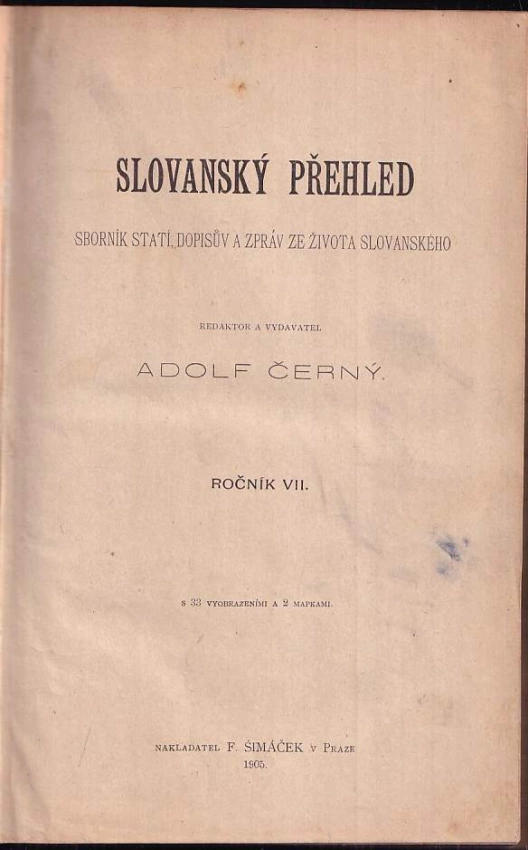 SLOVANSKÝ PŘEHLED
SBORNÍK STATÍ, DOPISŮV A ZPRÁV ZE ŽIVOTA SLOVANSKÉHO
REDAKTOR A VYDAVATEL
ADOLF ČERNÝ.
ROČNÍK VII.
S 33 VYOBRAZENÍMI A 2 MAPKAMI.
NAKLADATEL F. ŠIMÁČEK V PRAZE
1905.